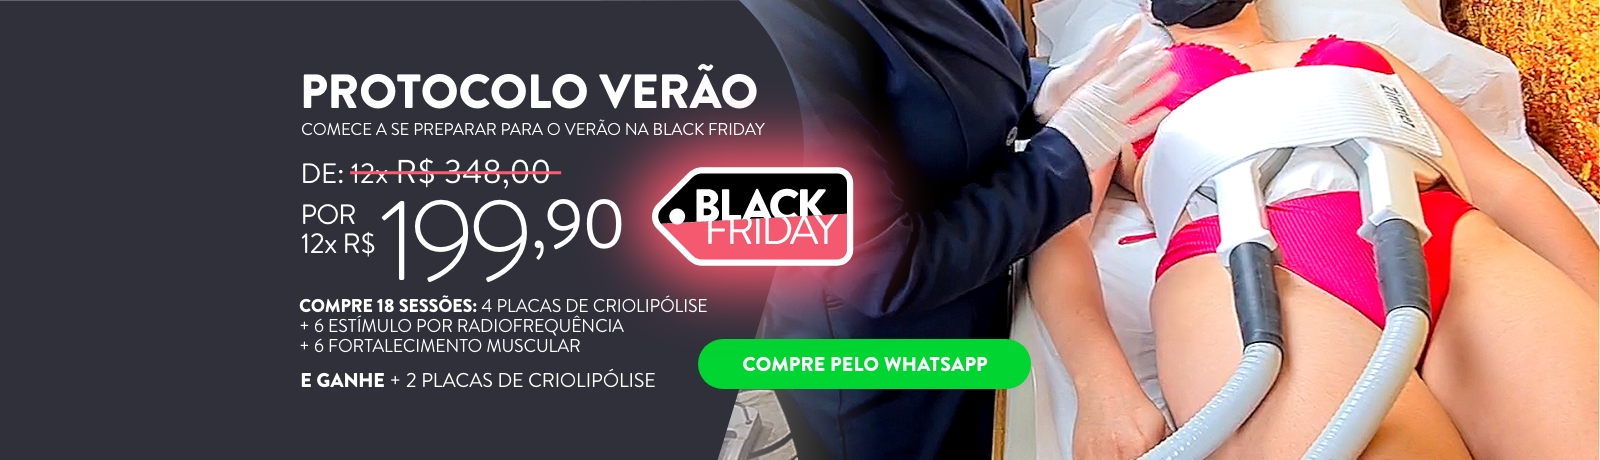 PROTOCOLO VERÃO
COMECE A SE PREPARAR PARA O VERÃO NA BLACK FRIDAY
DE: 12x R$ 348,00
POR
12x R$ 199,90
BLACK
FRIDAY
COMPRE 18 SESSÕES: 4 PLACAS DE CRIOLIPÓLISE
+ 6 ESTÍMULO POR RADIOFREQUÊNCIA
+ 6 FORTALECIMENTO MUSCULAR
E GANHE + 2 PLACAS DE CRIOLIPÓLISE
COMPRE PELO WHATSAPP